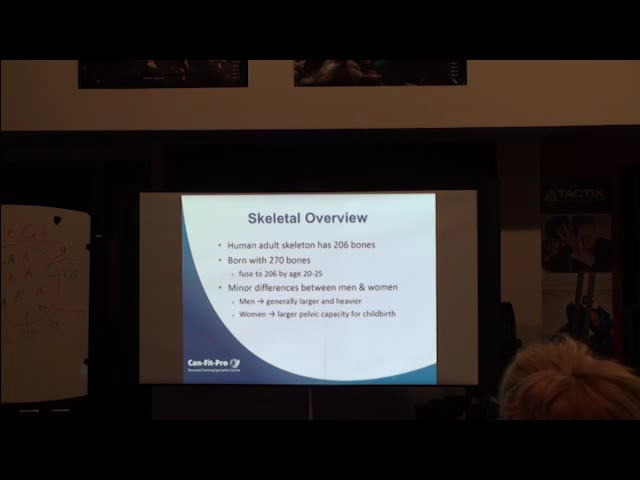 Skeletal Overview
• Human adult skeleton has 206 bones
• Born with 270 bones
• fuse to 206 by age 20-25
• Minor differences between men & women
• Men → generally larger and heavier
• Women → larger pelvic capacity for childbirth
Can-Fit-Pro
TACTIX